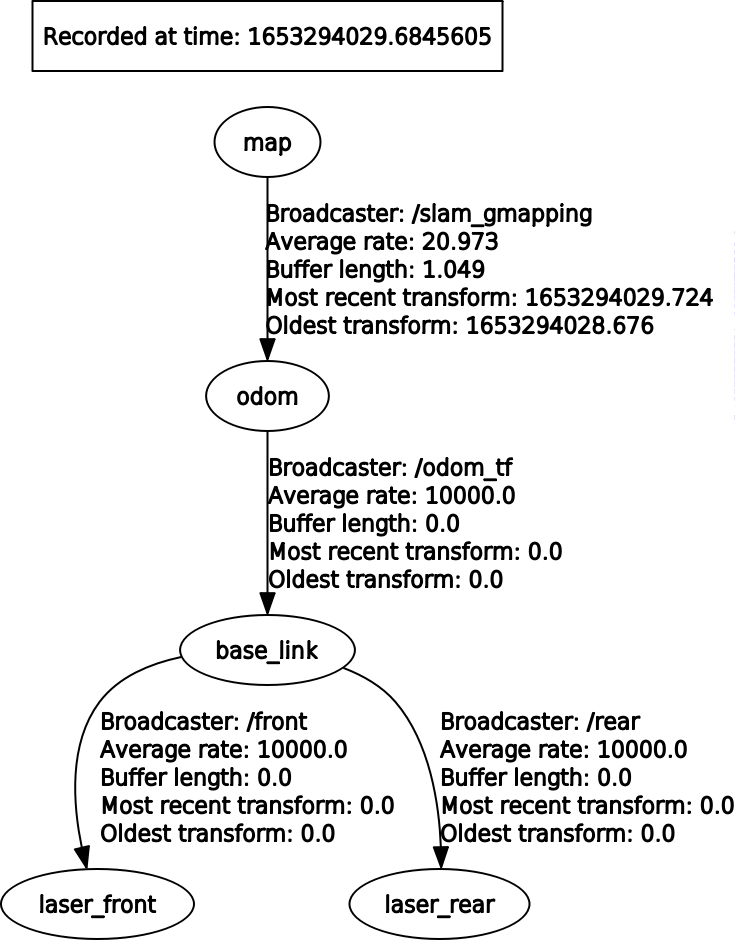 Recorded at time: 1653294029.6845605
map
Broadcaster: /slam_gmapping
Average rate: 20.973
Buffer length: 1.049
Most recent transform: 1653294029.724
Oldest transform: 1653294028.676
odom
Broadcaster: /odom_tf
Average rate: 10000.0
Buffer length: 0.0
Most recent transform: 0.0
Oldest transform: 0.0
base_link
Broadcaster: /front
Average rate: 10000.0
Buffer length: 0.0
Most recent transform: 0.0
Oldest transform: 0.0
Broadcaster: /rear
Average rate: 10000.0
Buffer length: 0.0
Most recent transform: 0.0
Oldest transform: 0.0
laser_front
laser_rear